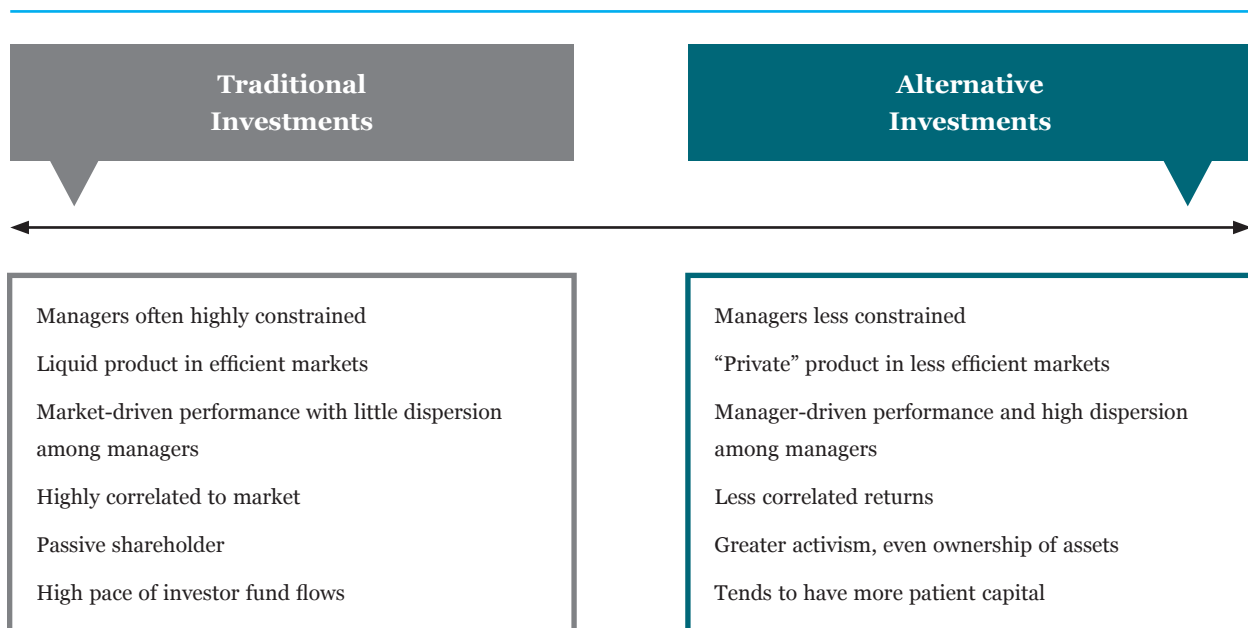 Traditional
Investments
Alternative
Investments
Managers often highly constrained
Liquid product in efficient markets
Market-driven performance with little dispersion
among managers
Highly correlated to market
Passive shareholder
High pace of investor fund flows
Managers less constrained
“Private” product in less efficient markets
Manager-driven performance and high dispersion
among managers
Less correlated returns
Greater activism, even ownership of assets
Tends to have more patient capital